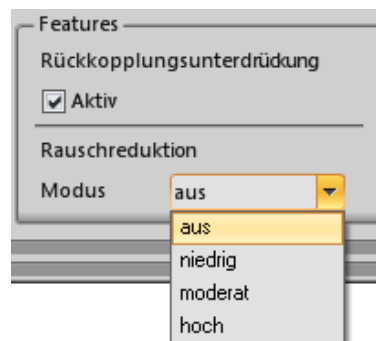 Features
Rückkopplungsunterdrückung
Aktiv
Rauschreduktion
Modus aus
aus
niedrig
moderat
hoch